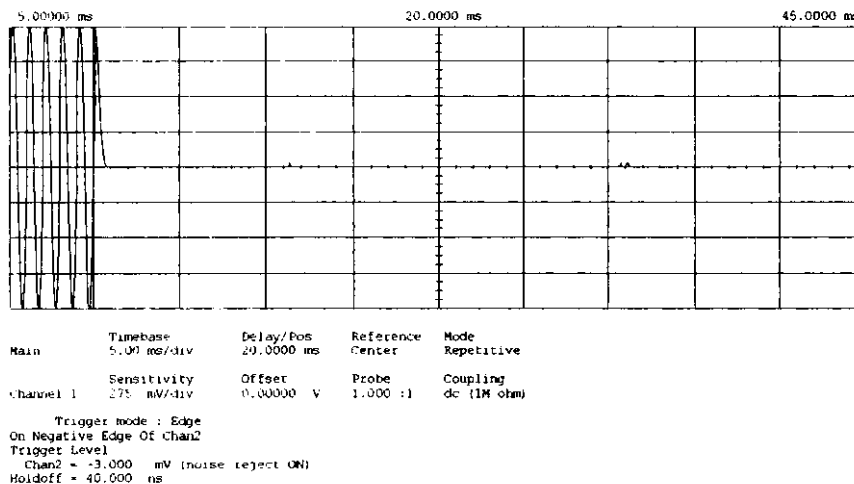 5.00000 ms 20.0000 ms 45.0000 ms
Timebase Delay/Pos Reference Mode
Main 5.00 ms/div 20.0000 ms Center Repetitive
Sensitivity Offset Probe Coupling
Channel 1 275 mV/div 0.00000 V 1.000 :1 dc (1M ohm)
Trigger mode : Edge
On Negative Edge Of Chan2
Trigger Level
Chan2 = -3.000 mV (noise reject ON)
Holdoff = 40.000 ns